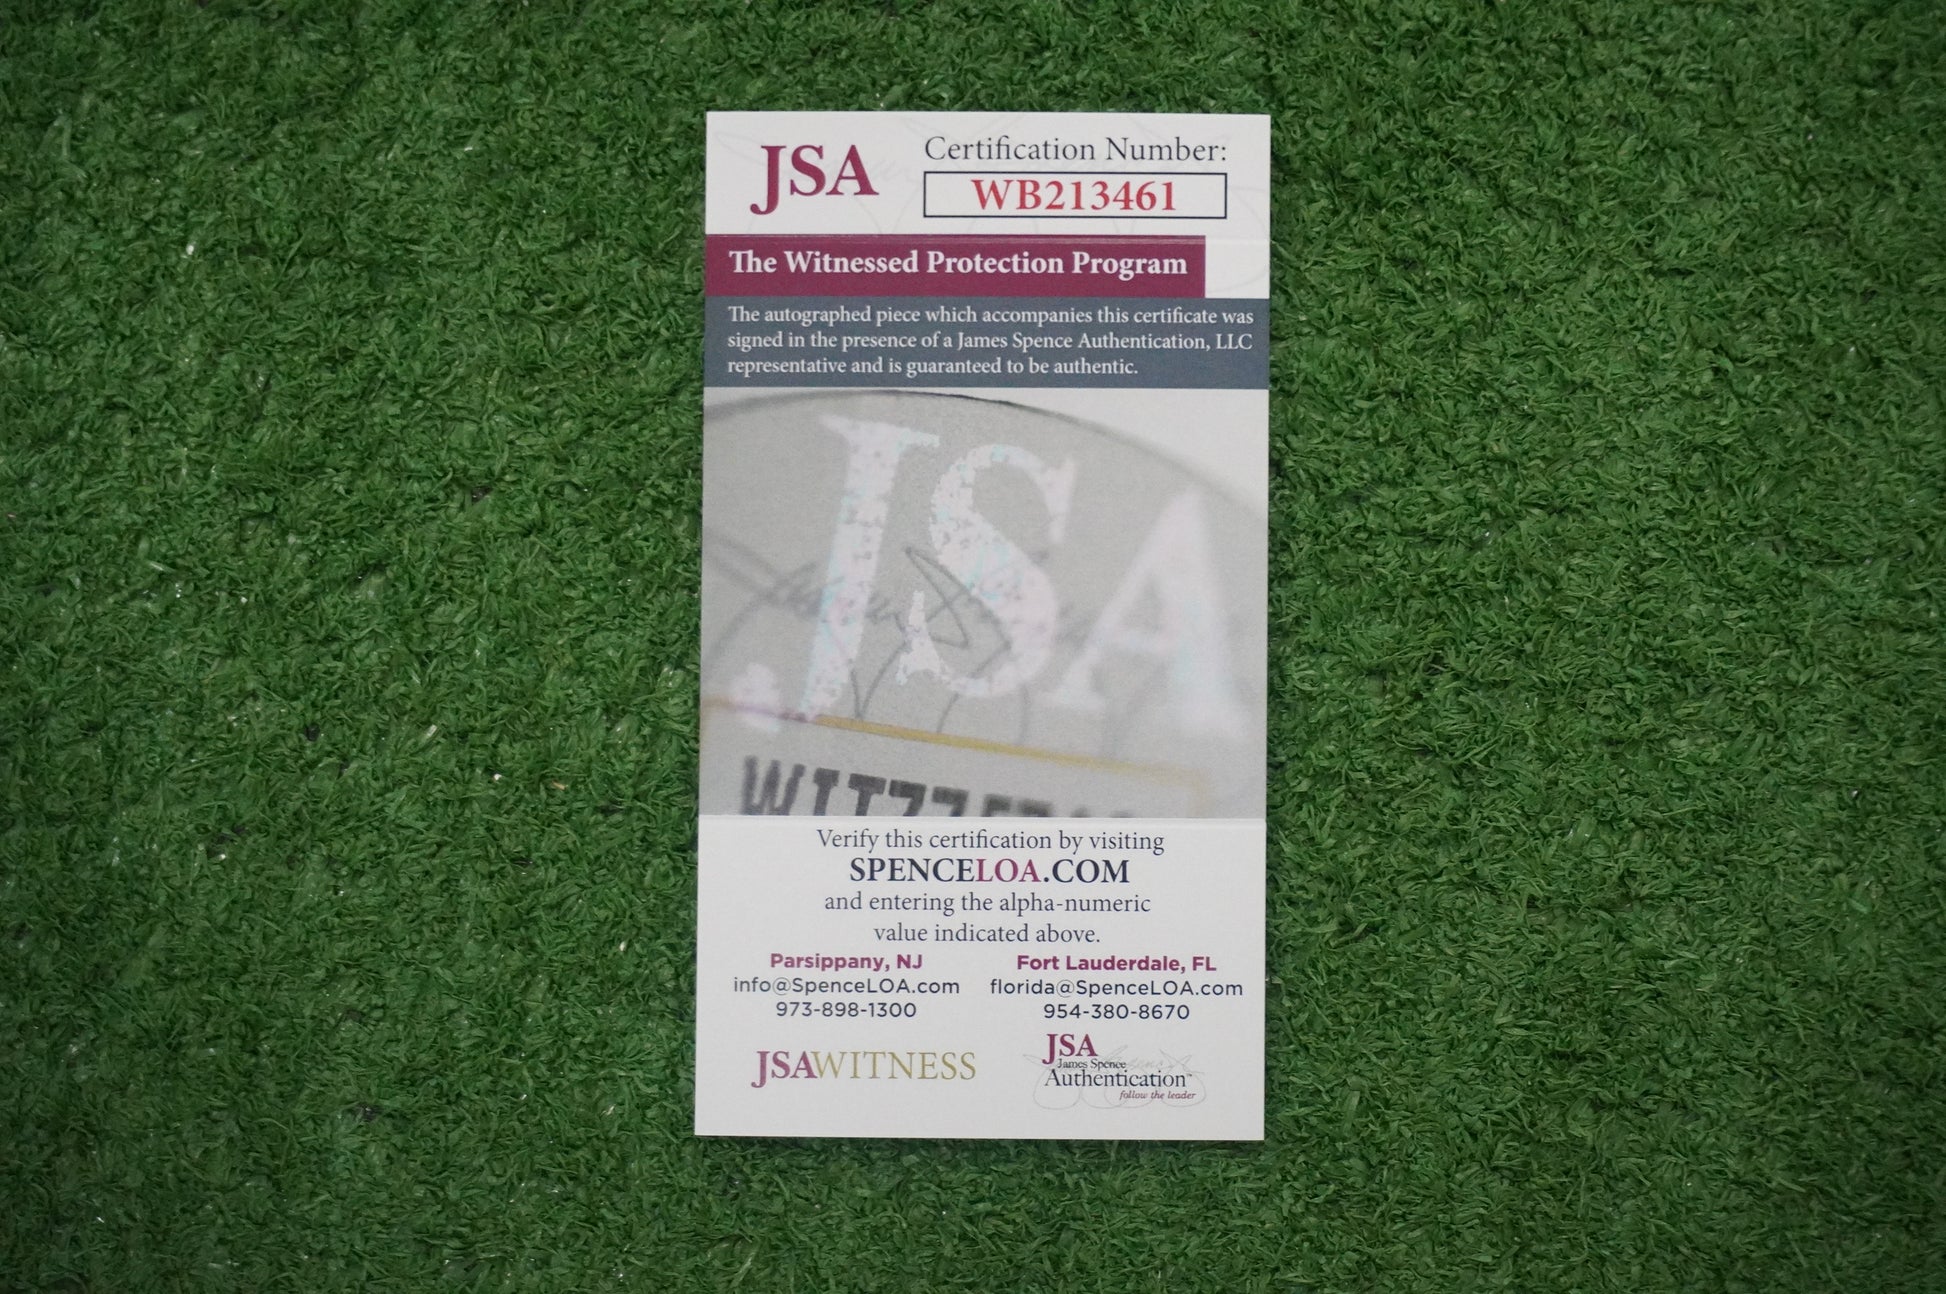 JSA
Certification Number:
WB213461
The Witnessed Protection Program
The autographed piece which accompanies this certificate was
signed in the presence of a James Spence Authentication, LLC
representative and is guaranteed to be authentic.
JSA
Verify this certification by visiting
SPENCELOA.COM
and entering the alpha-numeric
value indicated above.
Parsippany, NJ
info@SpenceLOA.com
973-898-1300
Fort Lauderdale, FL
florida@SpenceLOA.com
954-380-8670
JSAWITNESS
JSA
James Spence
Authentication™
follow the leader